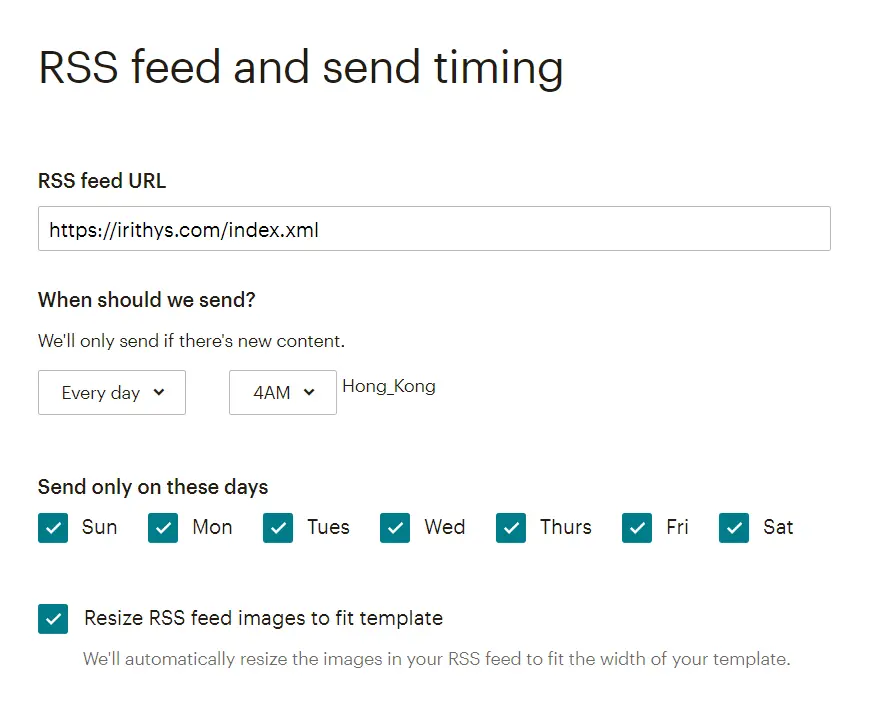 RSS feed and send timing
RSS feed URL
https://irithys.com/index.xml
When should we send?
We'll only send if there's new content.
Every day 4AM Hong_Kong
Send only on these days
Sun Mon Tues Wed Thurs Fri Sat
Resize RSS feed images to fit template
We'll automatically resize the images in your RSS feed to fit the width of your template.